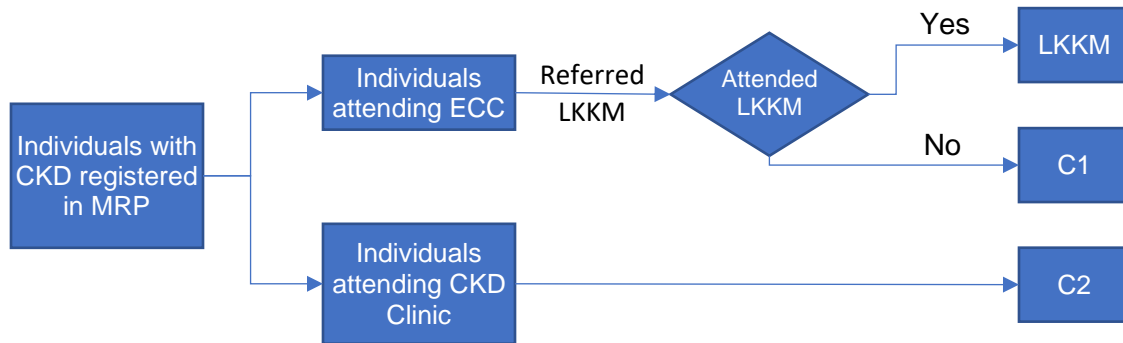 Individuals with
CKD registered
in MRP
Individuals
attending ECC
Referred
LKKM
Attended
LKKM
Yes
LKKM
No
C1
Individuals
attending CKD
Clinic
C2